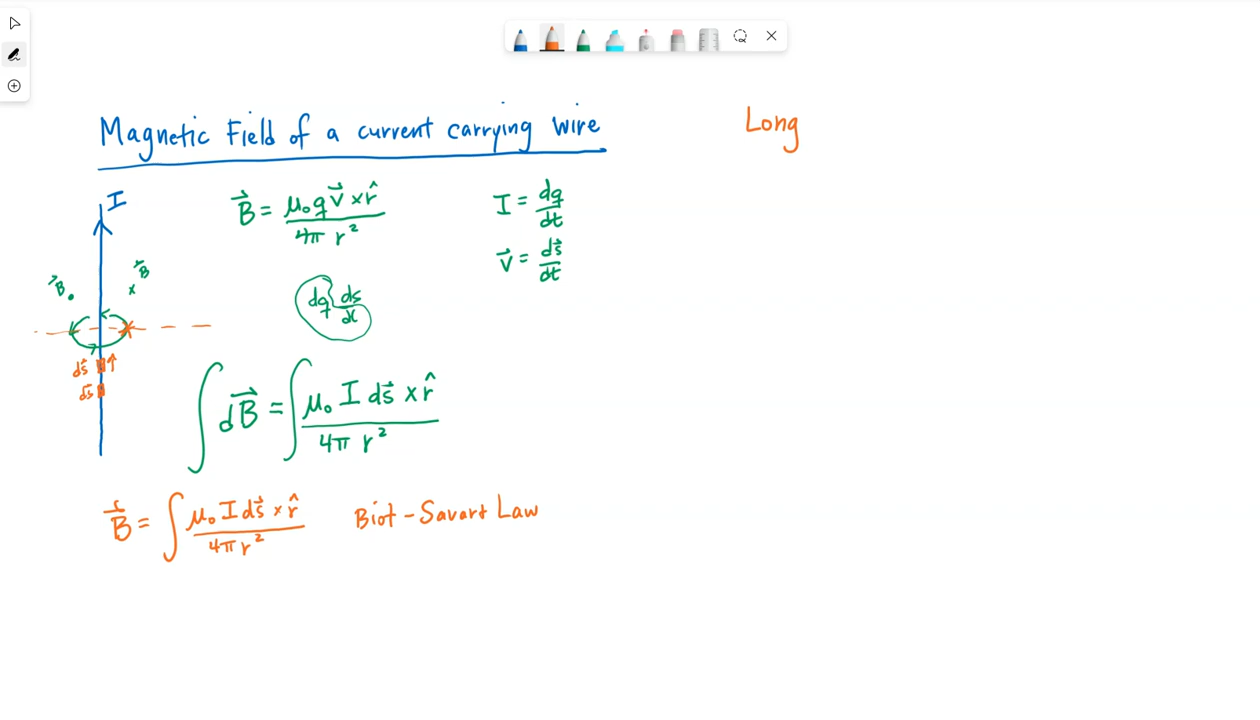 Magnetic Field of a current carrying wire
Long
I
B⃗ = μ₀ q v⃗ × r̂ / 4π r²
I = dq/dt
v⃗ = ds⃗/dt
B⃗
B⃗
dq ds/dt
ds⃗
ds
∫ dB⃗ = ∫ μ₀ I ds⃗ × r̂ / 4π r²
B⃗ = ∫ μ₀ I ds⃗ × r̂ / 4π r²
Biot - Savart Law